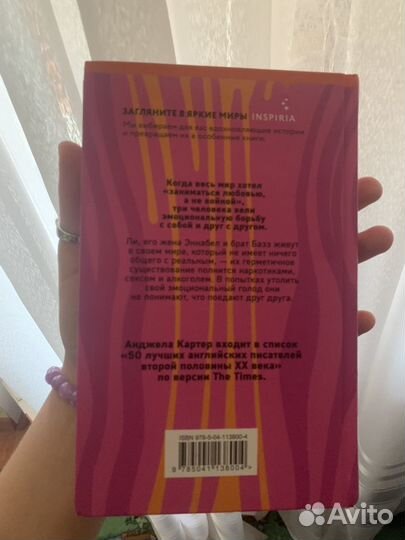 ЗАГЛЯНИТЕ В ЯРКИЕ МИРЫ INSPIRIA
Мы выбираем для вас вдохновляющие истории
и превращаем их в особенные книги.
Когда весь мир хотел
«заниматься любовью,
а не войной»,
три человека вели
эмоциональную борьбу
с собой и друг с другом.
Ли, его жена Эннабел и брат Базз живут
в своем мире, который не имеет ничего
общего с реальным, — их герметичное
существование полнится наркотиками,
сексом и алкоголем. В попытках утолить
свой эмоциональный голод они
не понимают, что поедают друг друга.
Анджела Картер входит в список
«50 лучших английских писателей
второй половины XX века»
по версии The Times.
ISBN 978-5-04-113800-4
9 785041 138004 >
Avito